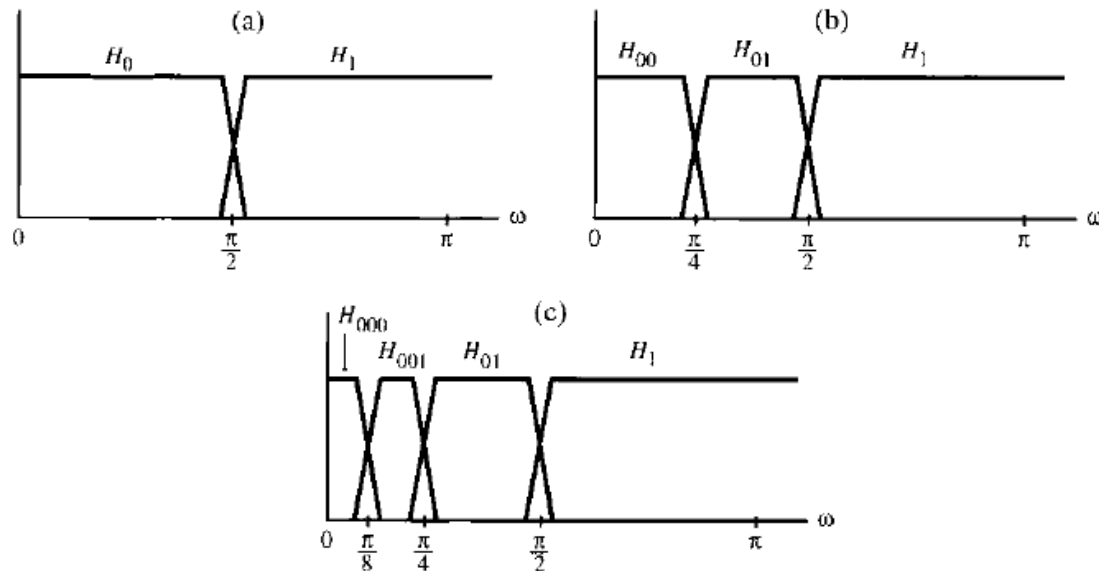 (a)
H₀ H₁
0 π/2 π ω
(b)
H₀₀ H₀₁ H₁
0 π/4 π/2 π ω
(c)
H₀₀₀ H₀₀₁ H₀₁ H₁
0 π/8 π/4 π/2 π ω